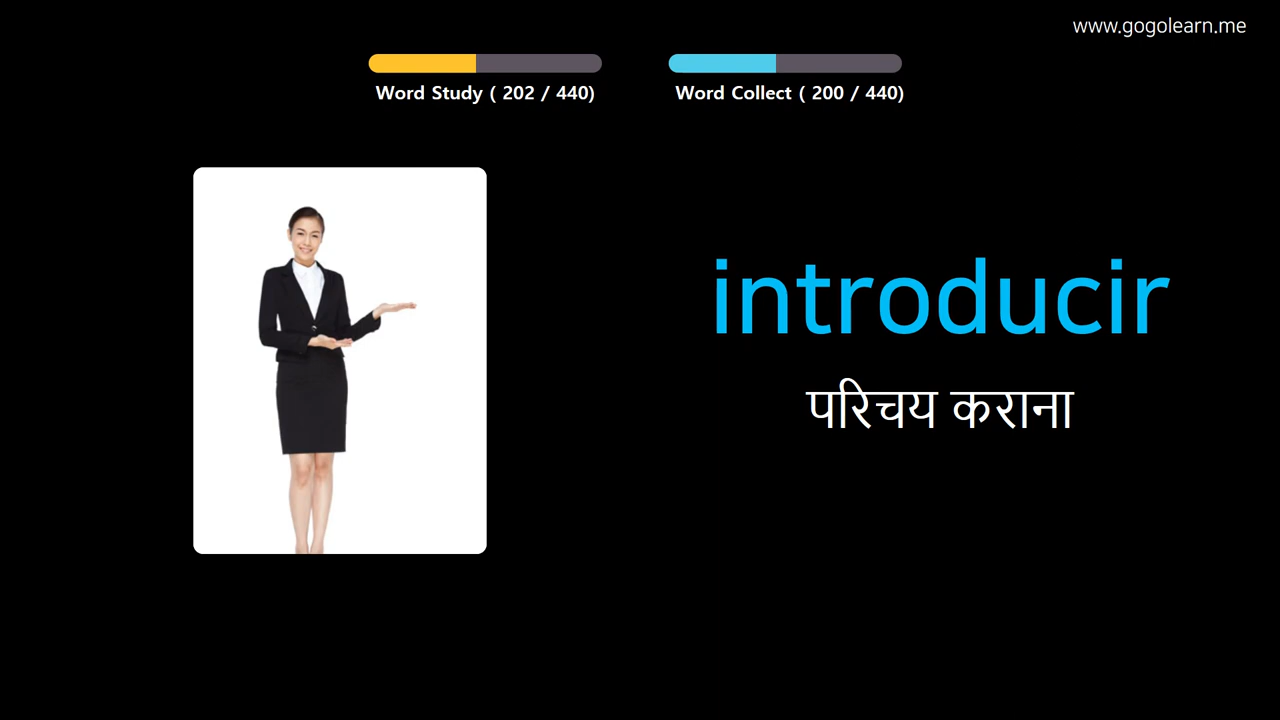 www.gogolearn.me
Word Study ( 202 / 440)
Word Collect ( 200 / 440)
introducir
परिचय कराना